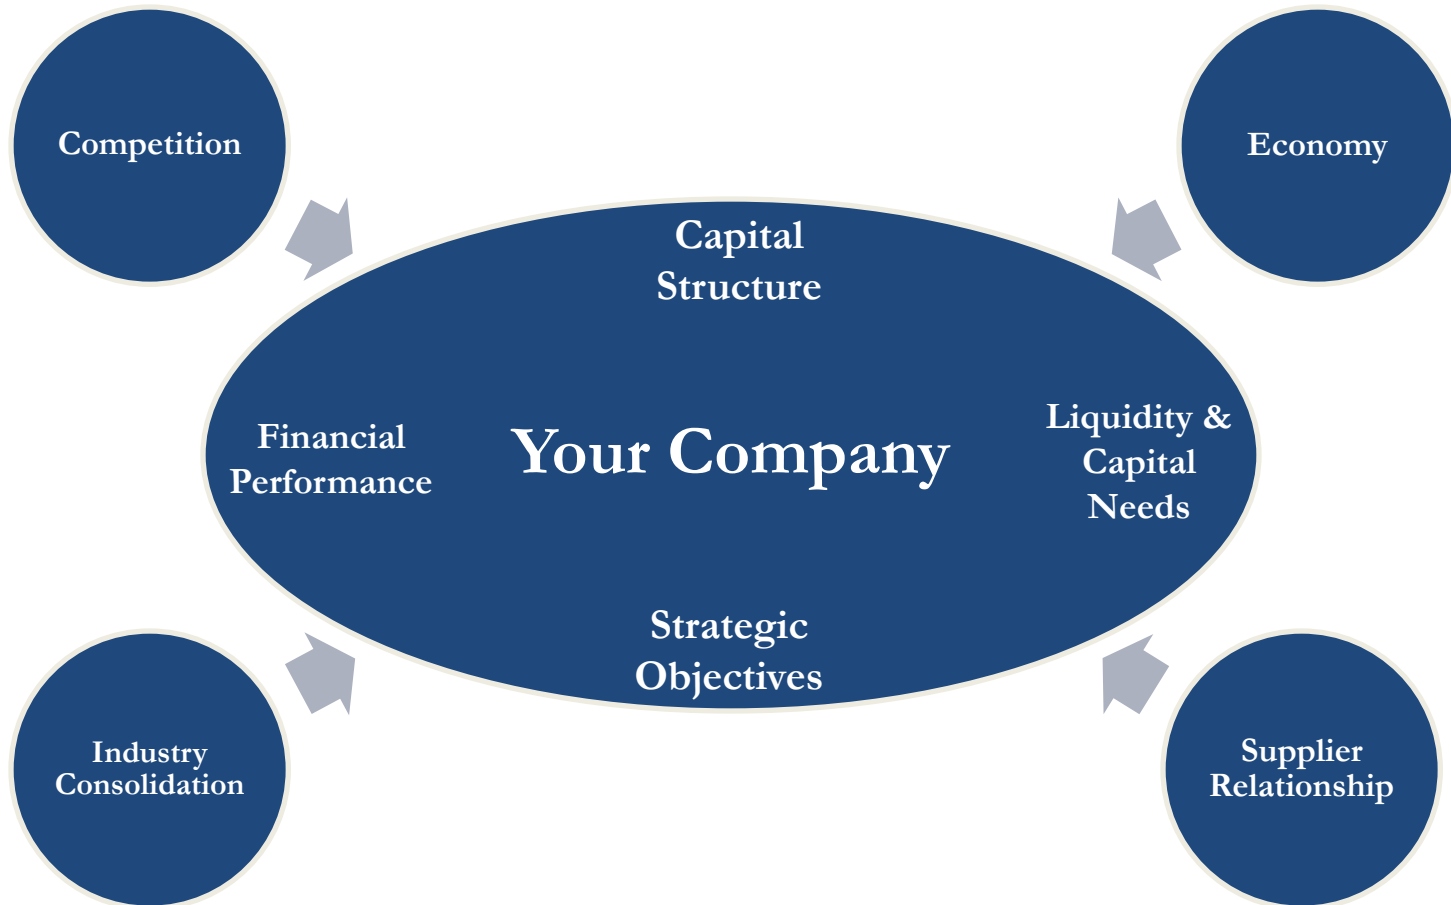 Competition
Economy
Capital
Structure
Financial
Performance
Your Company
Liquidity &
Capital
Needs
Strategic
Objectives
Industry
Consolidation
Supplier
Relationship